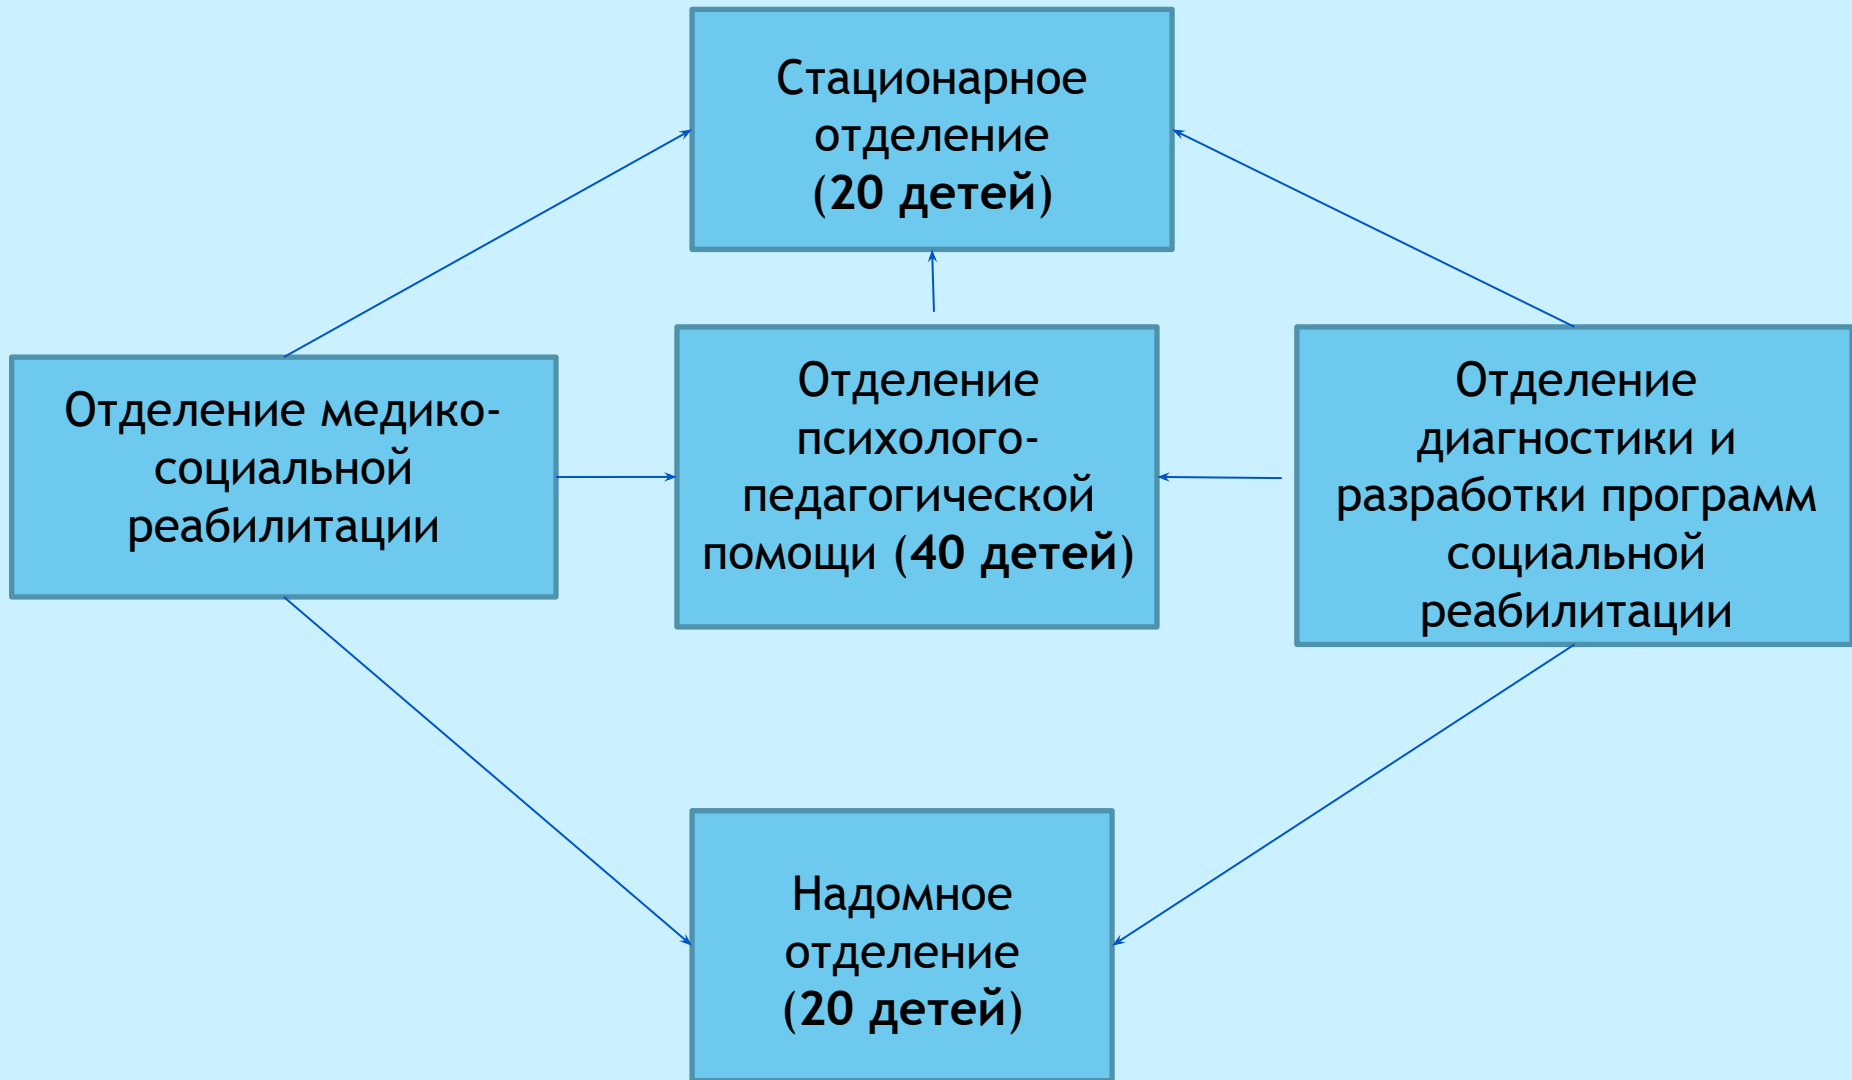 Стационарное
отделение
(20 детей)
Отделение медико-
социальной
реабилитации
Отделение
психолого-
педагогической
помощи (40 детей)
Отделение
диагностики и
разработки программ
социальной
реабилитации
Надомное
отделение
(20 детей)